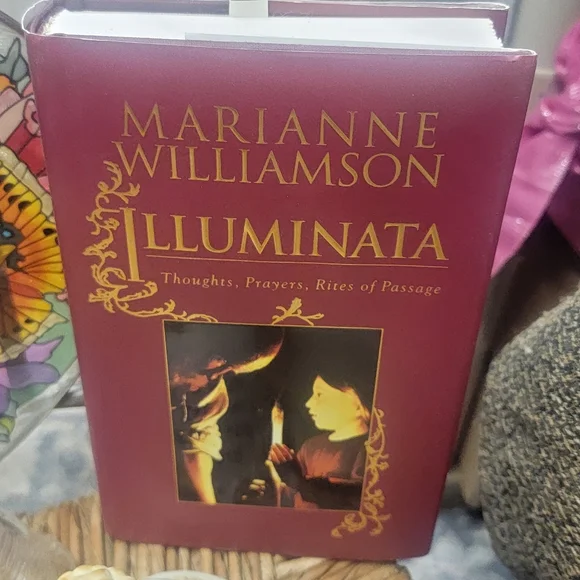 MARIANNE
WILLIAMSON
ILLUMINATA
Thoughts, Prayers, Rites of Passage